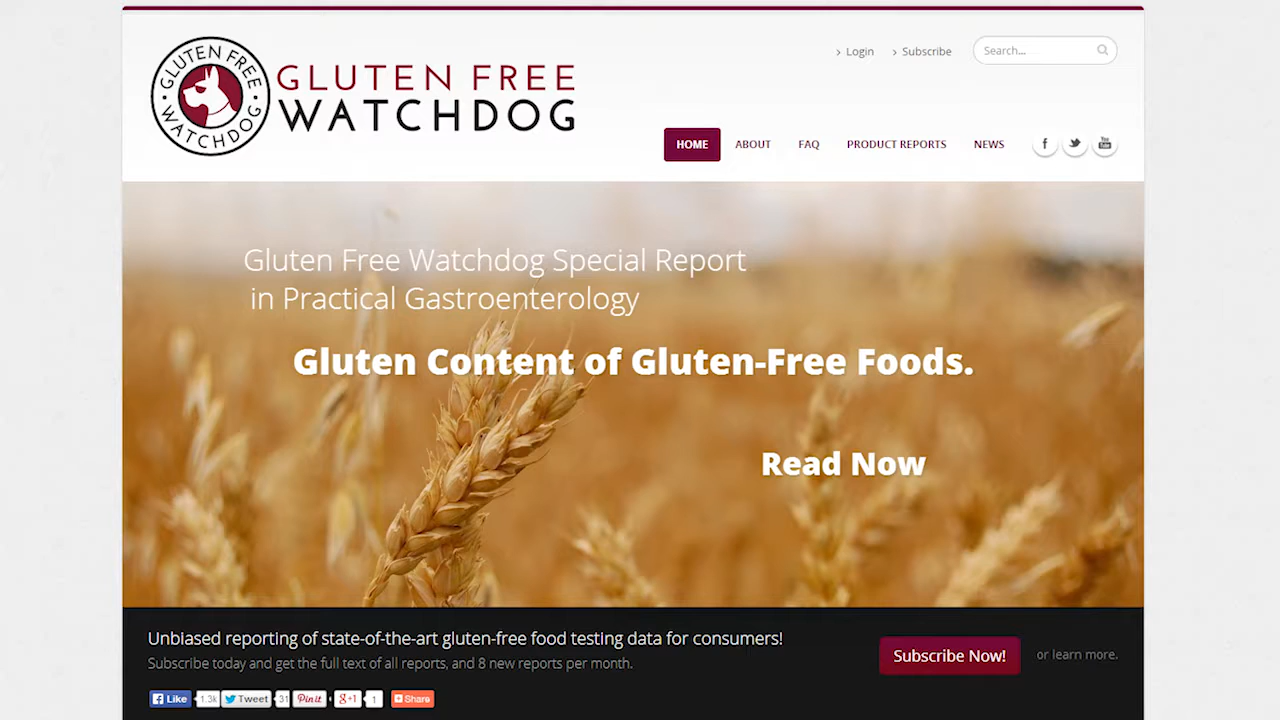 GLUTEN FREE
WATCHDOG
GLUTEN FREE
WATCHDOG
Login
Subscribe
Search...
HOME
ABOUT
FAQ
PRODUCT REPORTS
NEWS
f
You
Tube
Gluten Free Watchdog Special Report
in Practical Gastroenterology
Gluten Content of Gluten-Free Foods.
Read Now
Unbiased reporting of state-of-the-art gluten-free food testing data for consumers!
Subscribe today and get the full text of all reports, and 8 new reports per month.
Subscribe Now!
or learn more.
Like
1.3k
Tweet
31
Pin it
g+1
1
Share